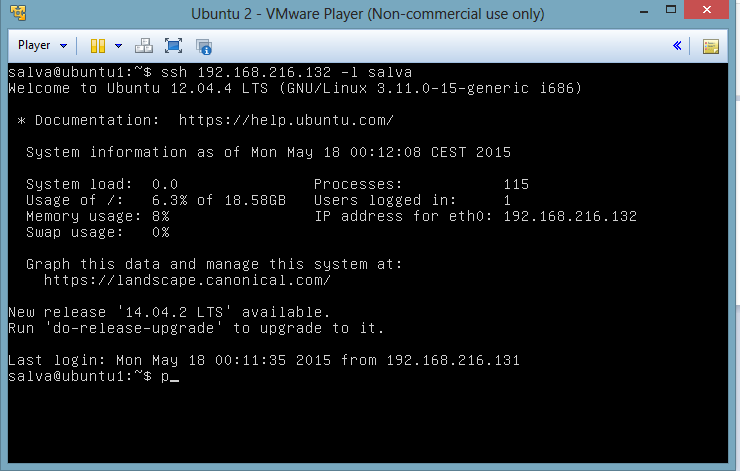 Ubuntu 2 - VMware Player (Non-commercial use only)
Player
salva@ubuntu1:~$ ssh 192.168.216.132 -l salva
Welcome to Ubuntu 12.04.4 LTS (GNU/Linux 3.11.0-15-generic i686)
* Documentation:  https://help.ubuntu.com/
System information as of Mon May 18 00:12:08 CEST 2015
System load:  0.0                Processes:           115
Usage of /:   6.3% of 18.58GB   Users logged in:     1
Memory usage: 8%                IP address for eth0: 192.168.216.132
Swap usage:   0%
Graph this data and manage this system at:
https://landscape.canonical.com/
New release '14.04.2 LTS' available.
Run 'do-release-upgrade' to upgrade to it.
Last login: Mon May 18 00:11:35 2015 from 192.168.216.131
salva@ubuntu1:~$ p_